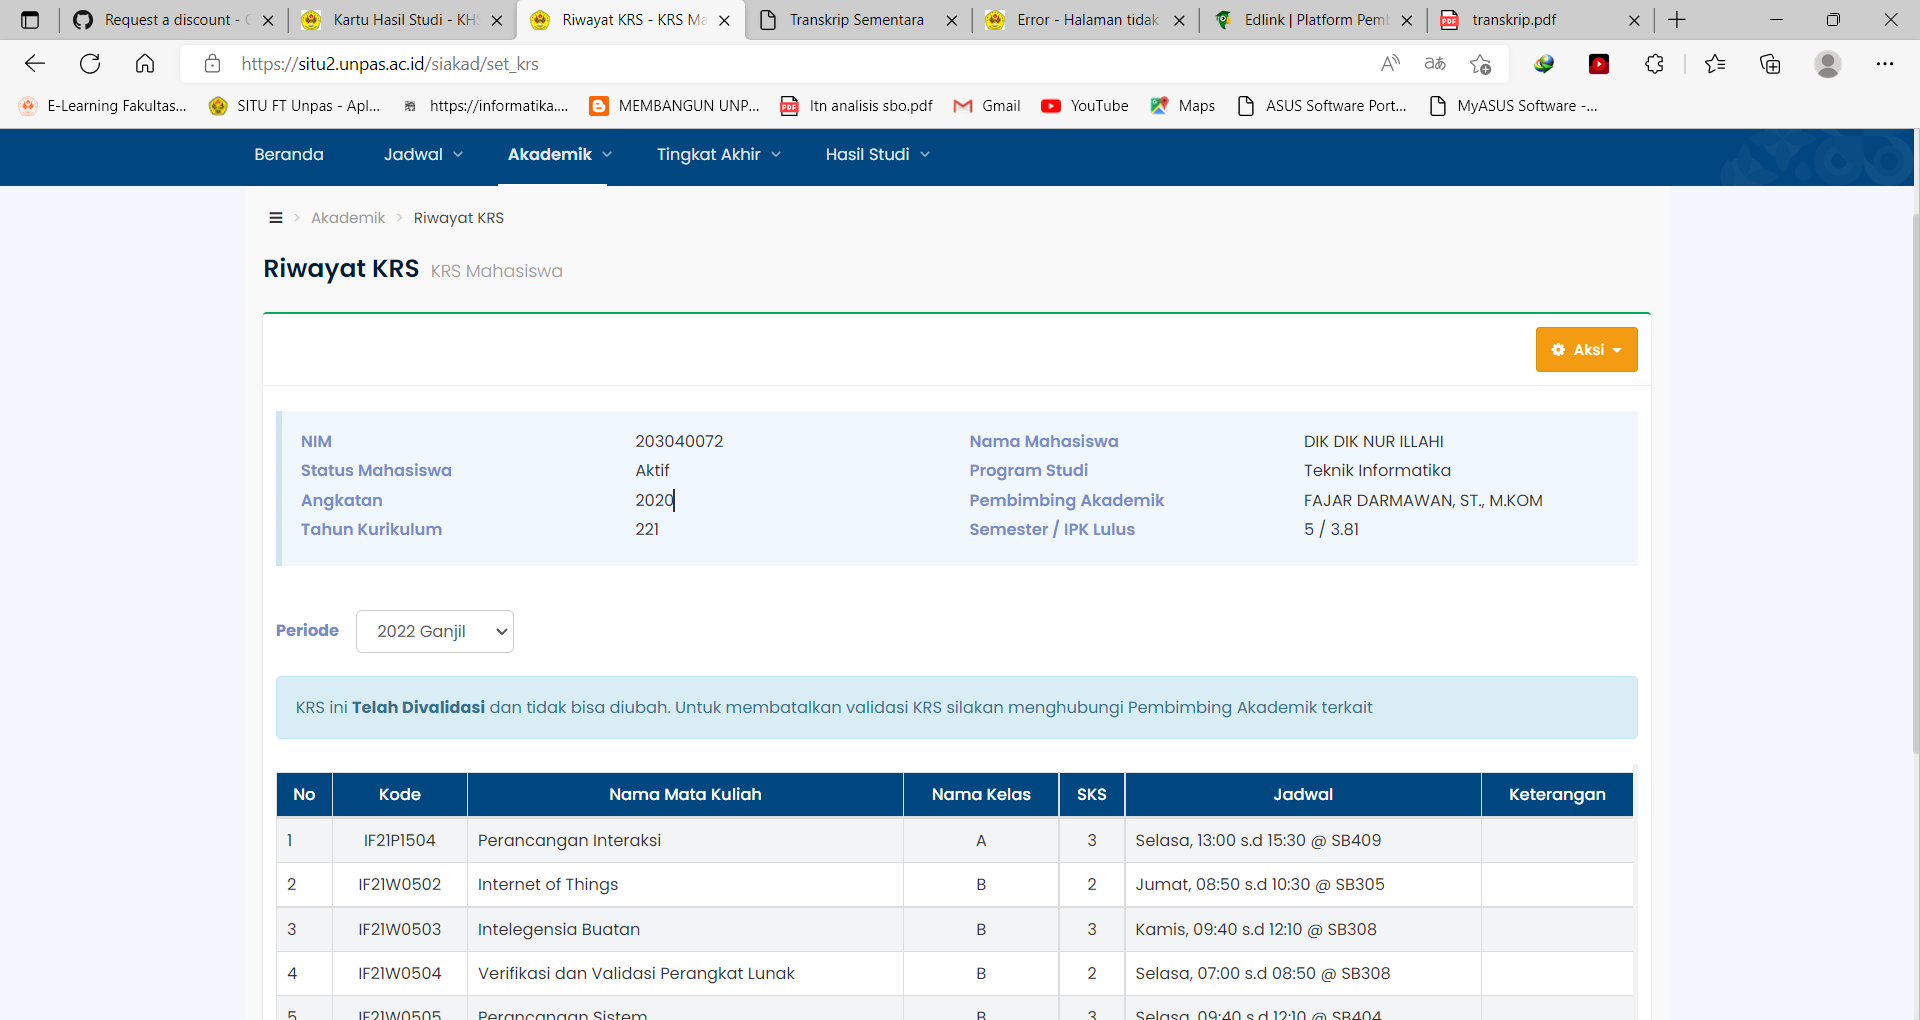 Request a discount - G
Kartu Hasil Studi - KHS
Riwayat KRS - KRS Ma
Transkrip Sementara
Error - Halaman tidak
Edlink | Platform Pemb
transkrip.pdf
https://situ2.unpas.ac.id/siakad/set_krs
E-Learning Fakultas...
SITU FT Unpas - Apl...
https://informatika....
MEMBANGUN UNP...
ltn analisis sbo.pdf
Gmail
YouTube
Maps
ASUS Software Port...
MyASUS Software -...
Beranda Jadwal Akademik Tingkat Akhir Hasil Studi
Akademik > Riwayat KRS
Riwayat KRS KRS Mahasiswa
Aksi
NIM 203040072 Nama Mahasiswa DIK DIK NUR ILLAHI
Status Mahasiswa Aktif Program Studi Teknik Informatika
Angkatan 2020 Pembimbing Akademik FAJAR DARMAWAN, ST., M.KOM
Tahun Kurikulum 221 Semester / IPK Lulus 5 / 3.81
Periode 2022 Ganjil
KRS ini Telah Divalidasi dan tidak bisa diubah. Untuk membatalkan validasi KRS silakan menghubungi Pembimbing Akademik terkait
No Kode Nama Mata Kuliah Nama Kelas SKS Jadwal Keterangan
1 IF21P1504 Perancangan Interaksi A 3 Selasa, 13:00 s.d 15:30 @ SB409
2 IF21W0502 Internet of Things B 2 Jumat, 08:50 s.d 10:30 @ SB305
3 IF21W0503 Intelegensia Buatan B 3 Kamis, 09:40 s.d 12:10 @ SB308
4 IF21W0504 Verifikasi dan Validasi Perangkat Lunak B 2 Selasa, 07:00 s.d 08:50 @ SB308
5 IF21W0505 Perancangan Sistem B 3 Selasa, 09:40 s.d 12:10 @ SB404